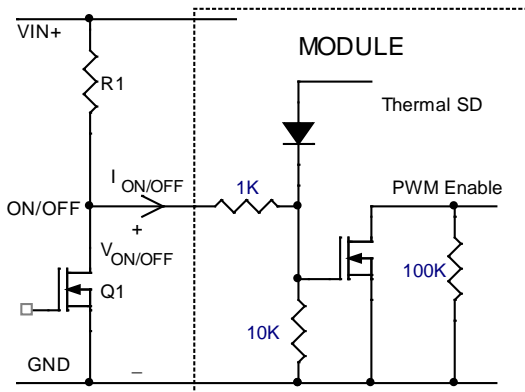 VIN+
MODULE
R1
Thermal SD
I ON/OFF
1K
PWM Enable
ON/OFF
+
V ON/OFF
Q1
100K
10K
GND
_